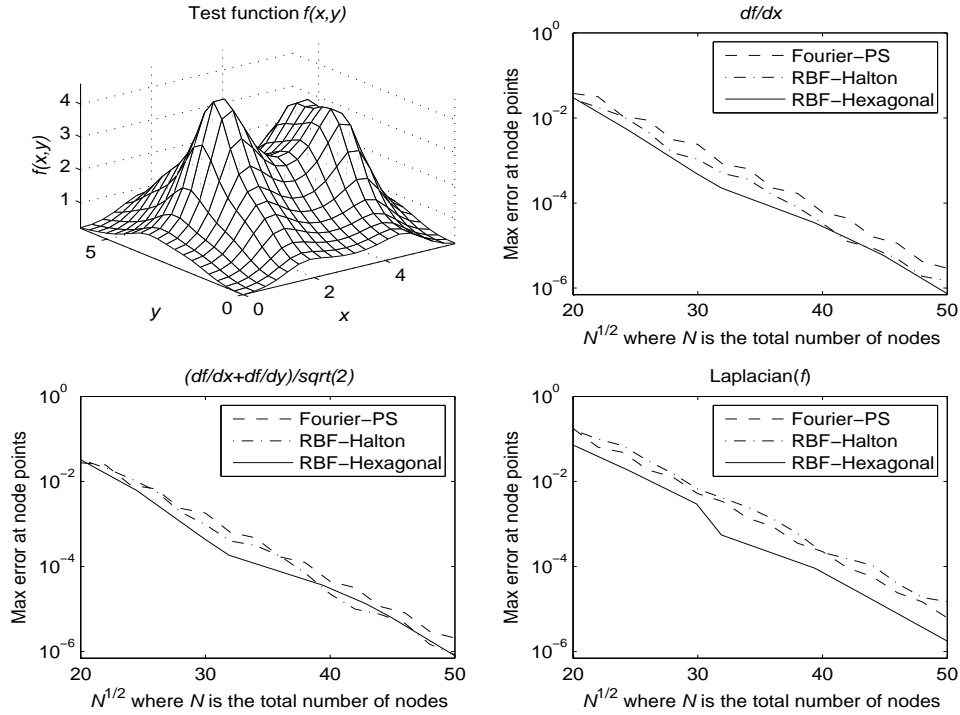 Test function f(x,y)
f(x,y)
4
3
2
1
5
0
y
0
2
4
x
df/dx
Max error at node points
10^0
10^-2
10^-4
10^-6
Fourier−PS
RBF−Halton
RBF−Hexagonal
20 30 40 50
N^1/2 where N is the total number of nodes
(df/dx+df/dy)/sqrt(2)
Max error at node points
10^0
10^-2
10^-4
10^-6
Fourier−PS
RBF−Halton
RBF−Hexagonal
20 30 40 50
N^1/2 where N is the total number of nodes
Laplacian(f)
Max error at node points
10^0
10^-2
10^-4
10^-6
Fourier−PS
RBF−Halton
RBF−Hexagonal
20 30 40 50
N^1/2 where N is the total number of nodes